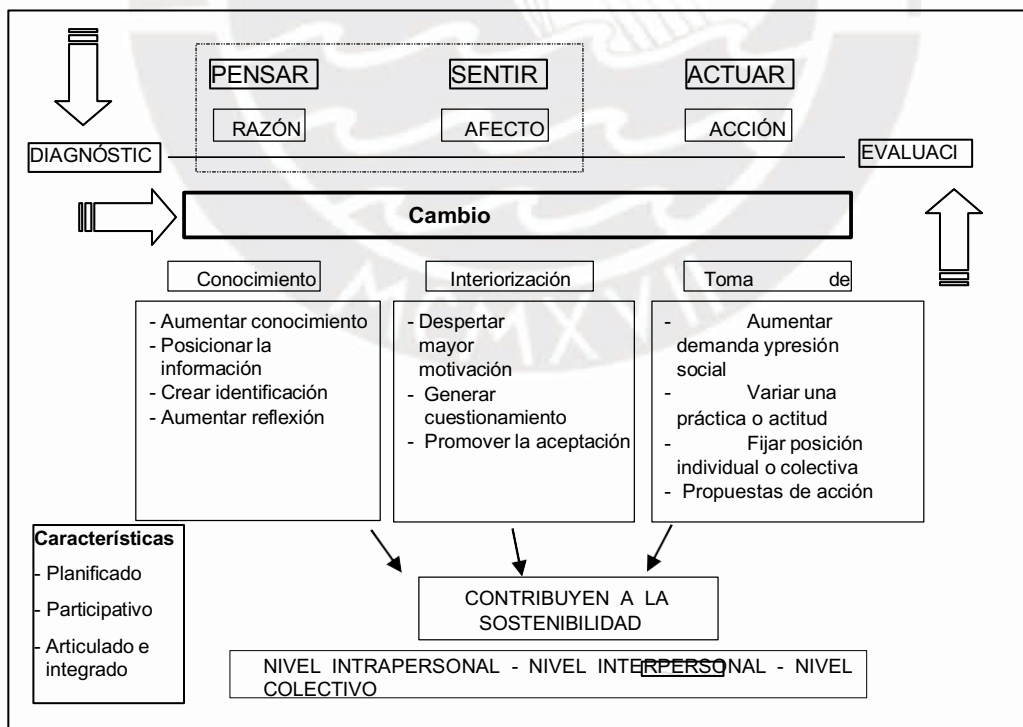 PENSAR
SENTIR
ACTUAR
RAZÓN
AFECTO
ACCIÓN
DIAGNÓSTIC
EVALUACI
Cambio
Conocimiento
Interiorización
Toma de
- Aumentar conocimiento
- Posicionar la
información
- Crear identificación
- Aumentar reflexión
- Despertar
mayor
motivación
- Generar
cuestionamiento
- Promover la aceptación
- Aumentar
demanda ypresión
social
- Variar una
práctica o actitud
- Fijar posición
individual o colectiva
- Propuestas de acción
Características
- Planificado
- Participativo
- Articulado e
integrado
CONTRIBUYEN A LA
SOSTENIBILIDAD
NIVEL INTRAPERSONAL - NIVEL INTERPERSONAL - NIVEL
COLECTIVO
MCMXVII